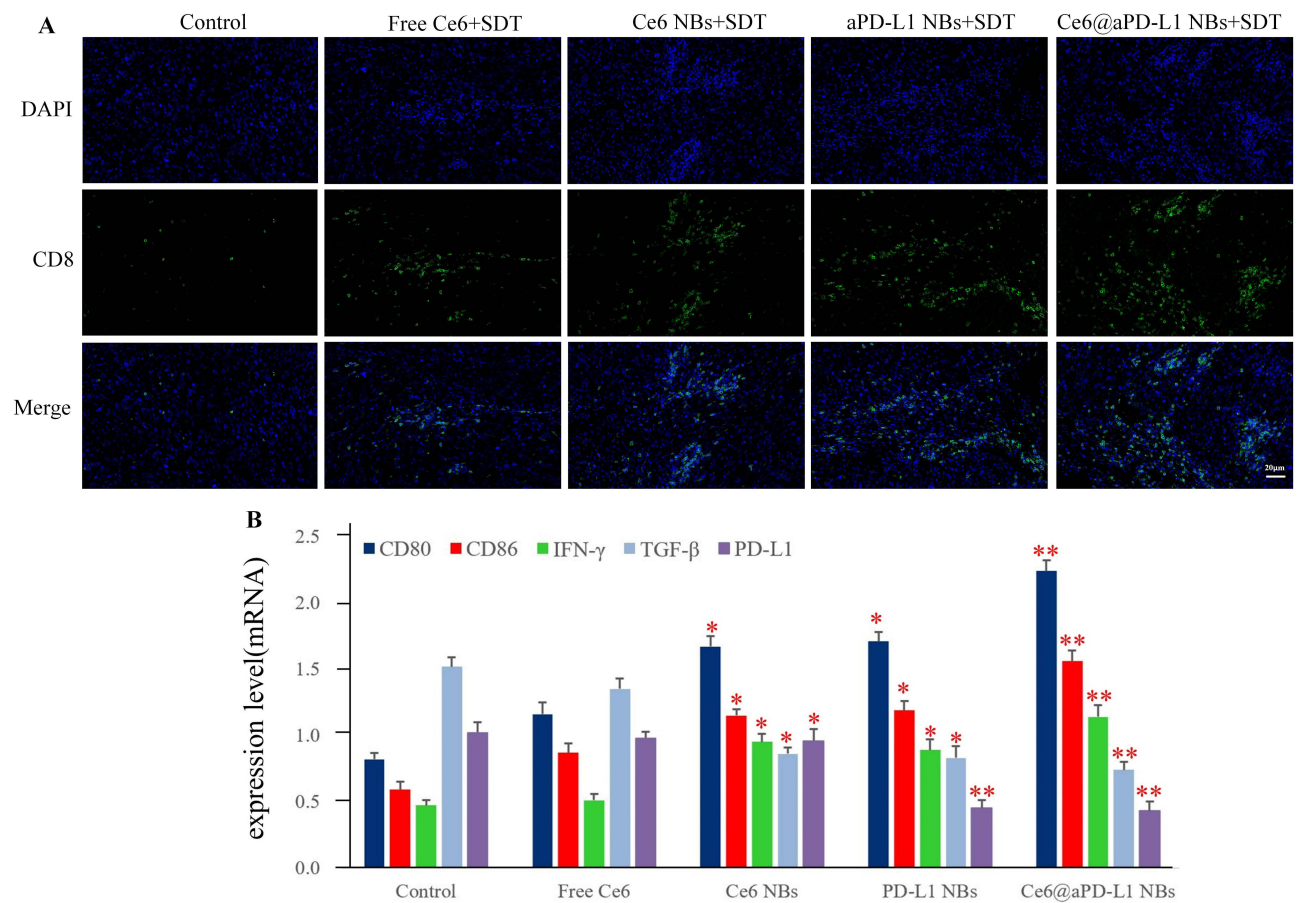 A
Control
Free Ce6+SDT
Ce6 NBs+SDT
aPD-L1 NBs+SDT
Ce6@aPD-L1 NBs+SDT
DAPI
CD8
Merge
20μm
B
expression level(mRNA)
2.5
2.0
1.5
1.0
0.5
0.0
CD80
CD86
IFN-γ
TGF-β
PD-L1
*
*
*
*
*
*
*
*
*
**
**
**
**
**
**
Control
Free Ce6
Ce6 NBs
PD-L1 NBs
Ce6@aPD-L1 NBs